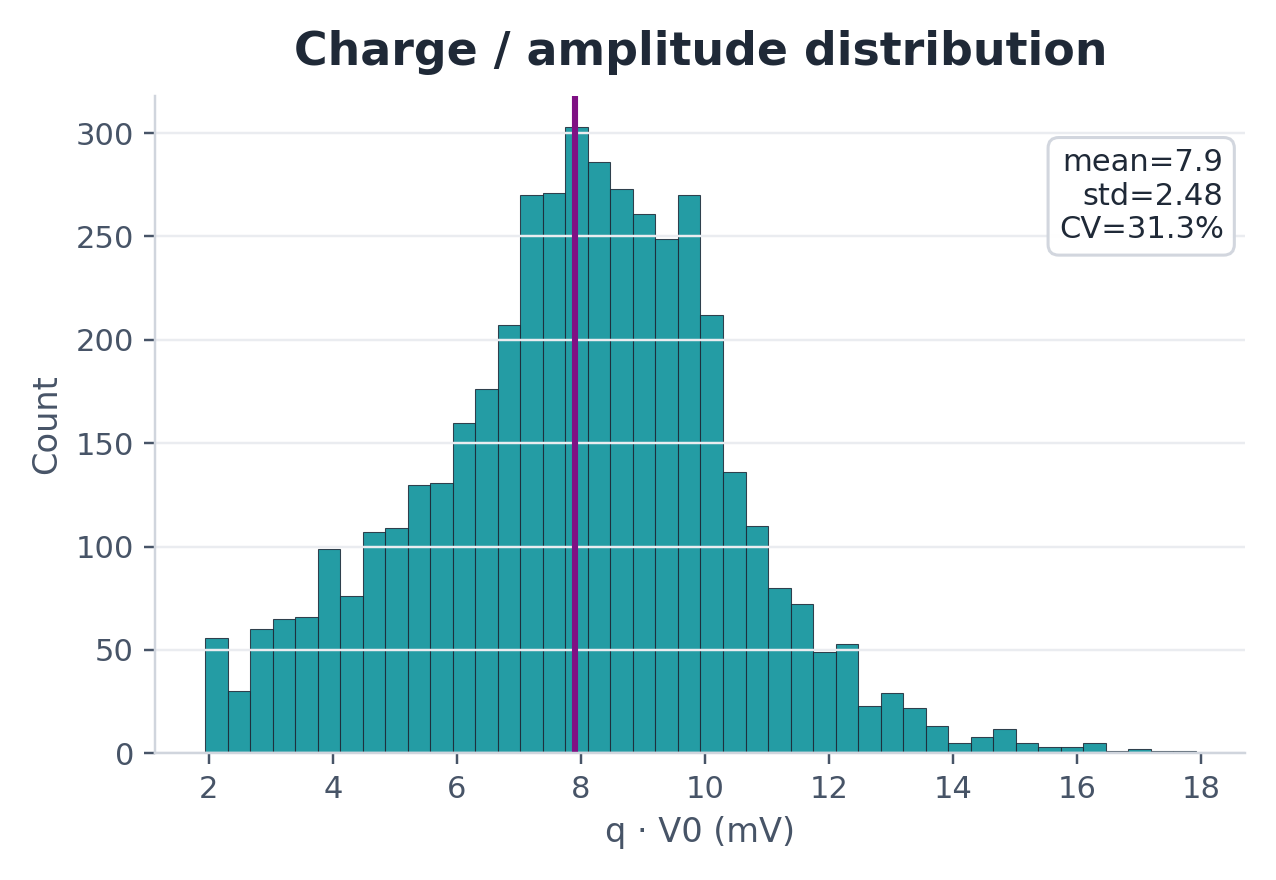 Charge / amplitude distribution
300
250
200
150
100
50
0
Count
mean=7.9
std=2.48
CV=31.3%
2 4 6 8 10 12 14 16 18
q · V0 (mV)